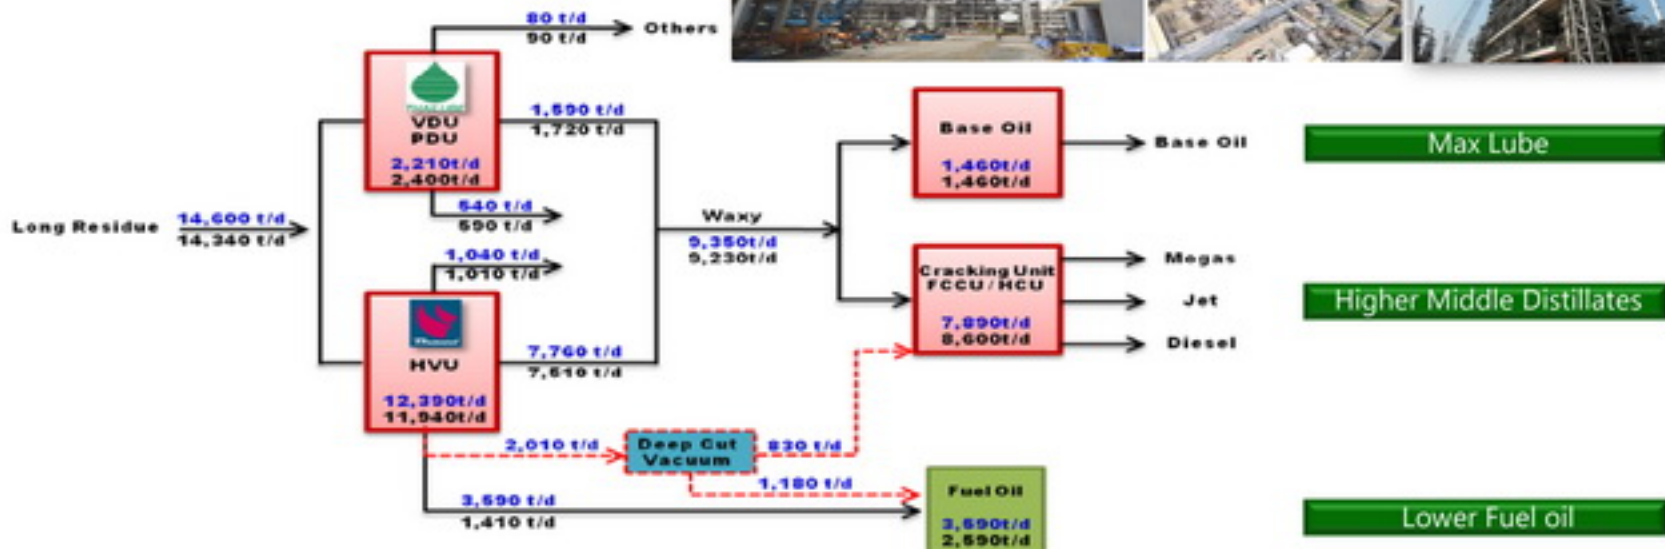 80 t/d
90 t/d
Others
VDU
PDU
2,210t/d
2,400t/d
1,590 t/d
1,720 t/d
Base Oil
1,460t/d
1,460t/d
Base Oil
Max Lube
540 t/d
590 t/d
Long Residue
14,600 t/d
14,340 t/d
Waxy
9,350t/d
9,230t/d
1,040 t/d
1,010 t/d
Cracking Unit
FCCU / HCU
7,890t/d
8,600t/d
Mogas
Jet
Diesel
Higher Middle Distillates
HVU
12,390t/d
11,940t/d
7,760 t/d
7,510 t/d
2,010 t/d
Deep Cut
Vacuum
830 t/d
1,180 t/d
3,590 t/d
1,410 t/d
Fuel Oil
3,590t/d
2,590t/d
Lower Fuel oil